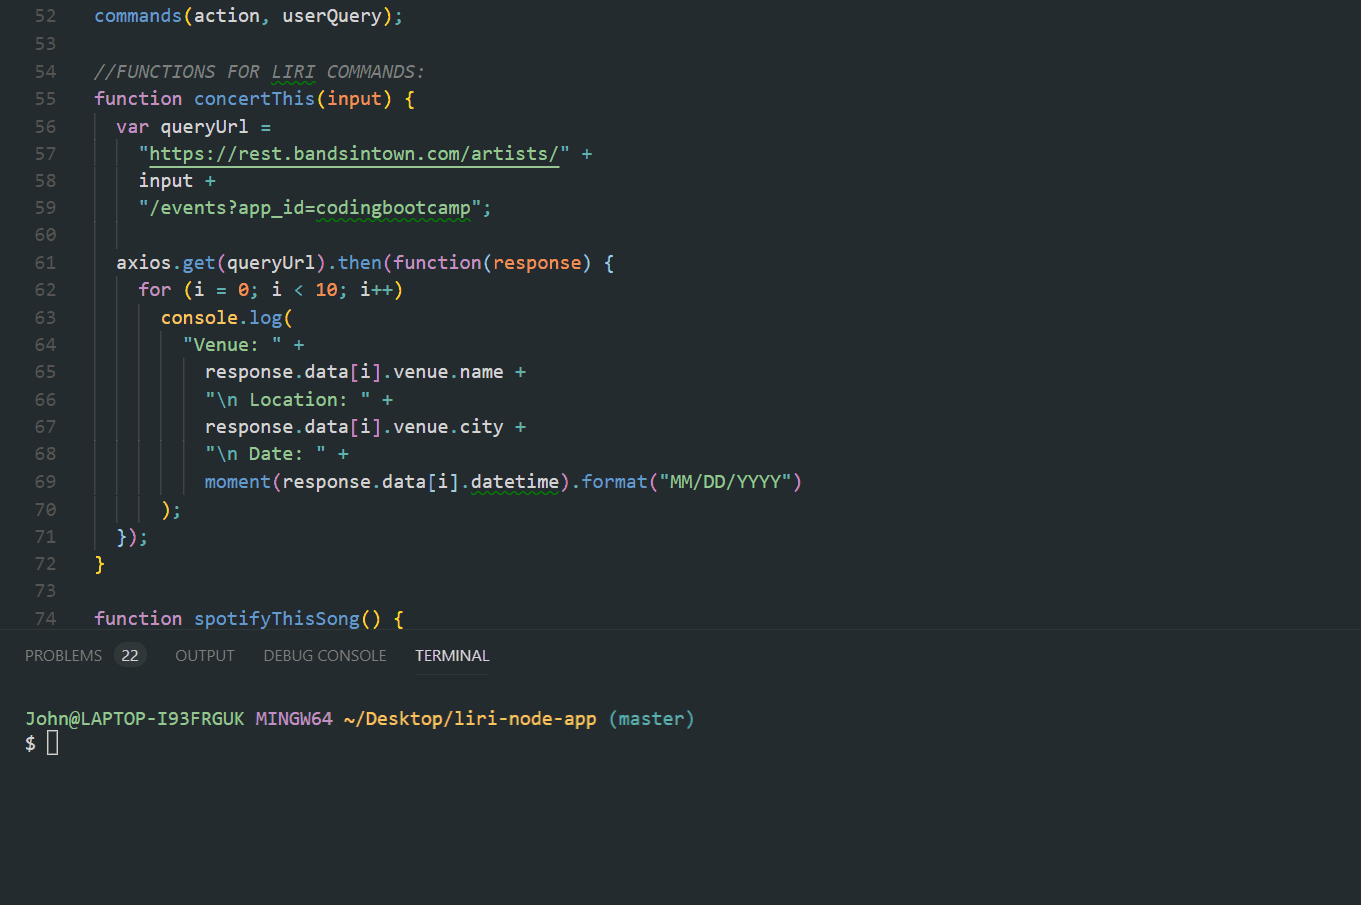 52 commands(action, userQuery);
53
54 //FUNCTIONS FOR LIRI COMMANDS:
55 function concertThis(input) {
56 var queryUrl =
57 "https://rest.bandsintown.com/artists/" +
58 input +
59 "/events?app_id=codingbootcamp";
60
61 axios.get(queryUrl).then(function(response) {
62 for (i = 0; i < 10; i++)
63 console.log(
64 "Venue: " +
65 response.data[i].venue.name +
66 "\n Location: " +
67 response.data[i].venue.city +
68 "\n Date: " +
69 moment(response.data[i].datetime).format("MM/DD/YYYY")
70 );
71 });
72 }
73
74 function spotifyThisSong() {
PROBLEMS 22 OUTPUT DEBUG CONSOLE TERMINAL
John@LAPTOP-I93FRGUK MINGW64 ~/Desktop/liri-node-app (master)
$